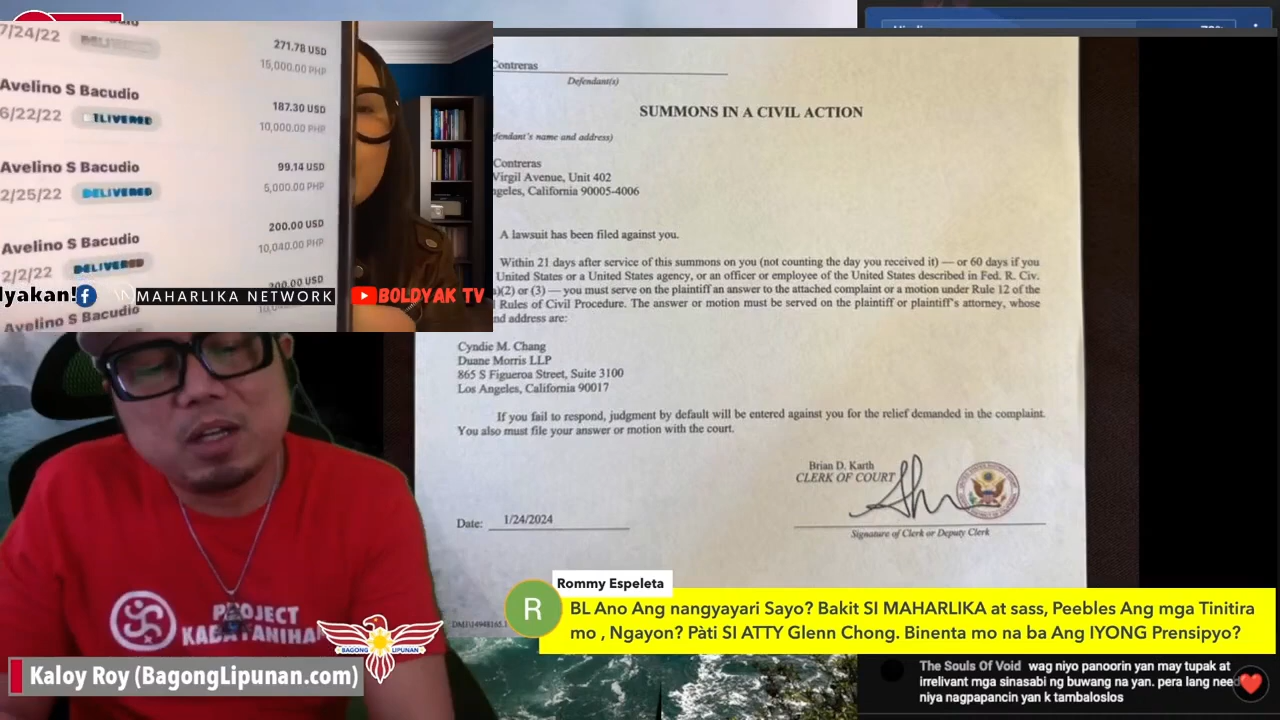 7/24/22
271.78 USD
15,000.00 PHP
Avelino S Bacudio
6/22/22
187.30 USD
10,000.00 PHP
Avelino S Bacudio
2/25/22 DELIVERED
99.14 USD
5,000.00 PHP
Avelino S Bacudio
2/2/22 DELIVERED
200.00 USD
10,040.00 PHP
Avelino S Bacudio
lyakan!
MAHARLIKA NETWORK
BOLDYAK TV
Contreras
Defendant(s)
SUMMONS IN A CIVIL ACTION
name and address)
Contreras
Virgil Avenue, Unit 402
geles, California 90005-4006
A lawsuit has been filed against you.
Within 21 days after service of this summons on you (not counting the day you received it) — or 60 days if you
United States or a United States agency, or an officer or employee of the United States described in Fed. R. Civ.
)(2) or (3) — you must serve on the plaintiff an answer to the attached complaint or a motion under Rule 12 of the
Rules of Civil Procedure. The answer or motion must be served on the plaintiff or plaintiff's attorney, whose
nd address are:
Cyndie M. Chang
Duane Morris LLP
865 S Figueroa Street, Suite 3100
Los Angeles, California 90017
If you fail to respond, judgment by default will be entered against you for the relief demanded in the complaint.
You also must file your answer or motion with the court.
Brian D. Karth
CLERK OF COURT
Date: 1/24/2024
Signature of Clerk or Deputy Clerk
PROJECT
BAGONG LIPUNAN
Kaloy Roy (BagongLipunan.com)
R
Rommy Espeleta
BL Ano Ang nangyayari Sayo? Bakit SI MAHARLIKA at sass, Peebles Ang mga Tinitira
mo , Ngayon? Pàti SI ATTY Glenn Chong. Binenta mo na ba Ang IYONG Prensipyo?
The Souls Of Void wag niyo panoorin yan may tupak at
irrelivant mga sinasabi ng buwang na yan. pera lang need
niya nagpapancin yan k tambaloslos